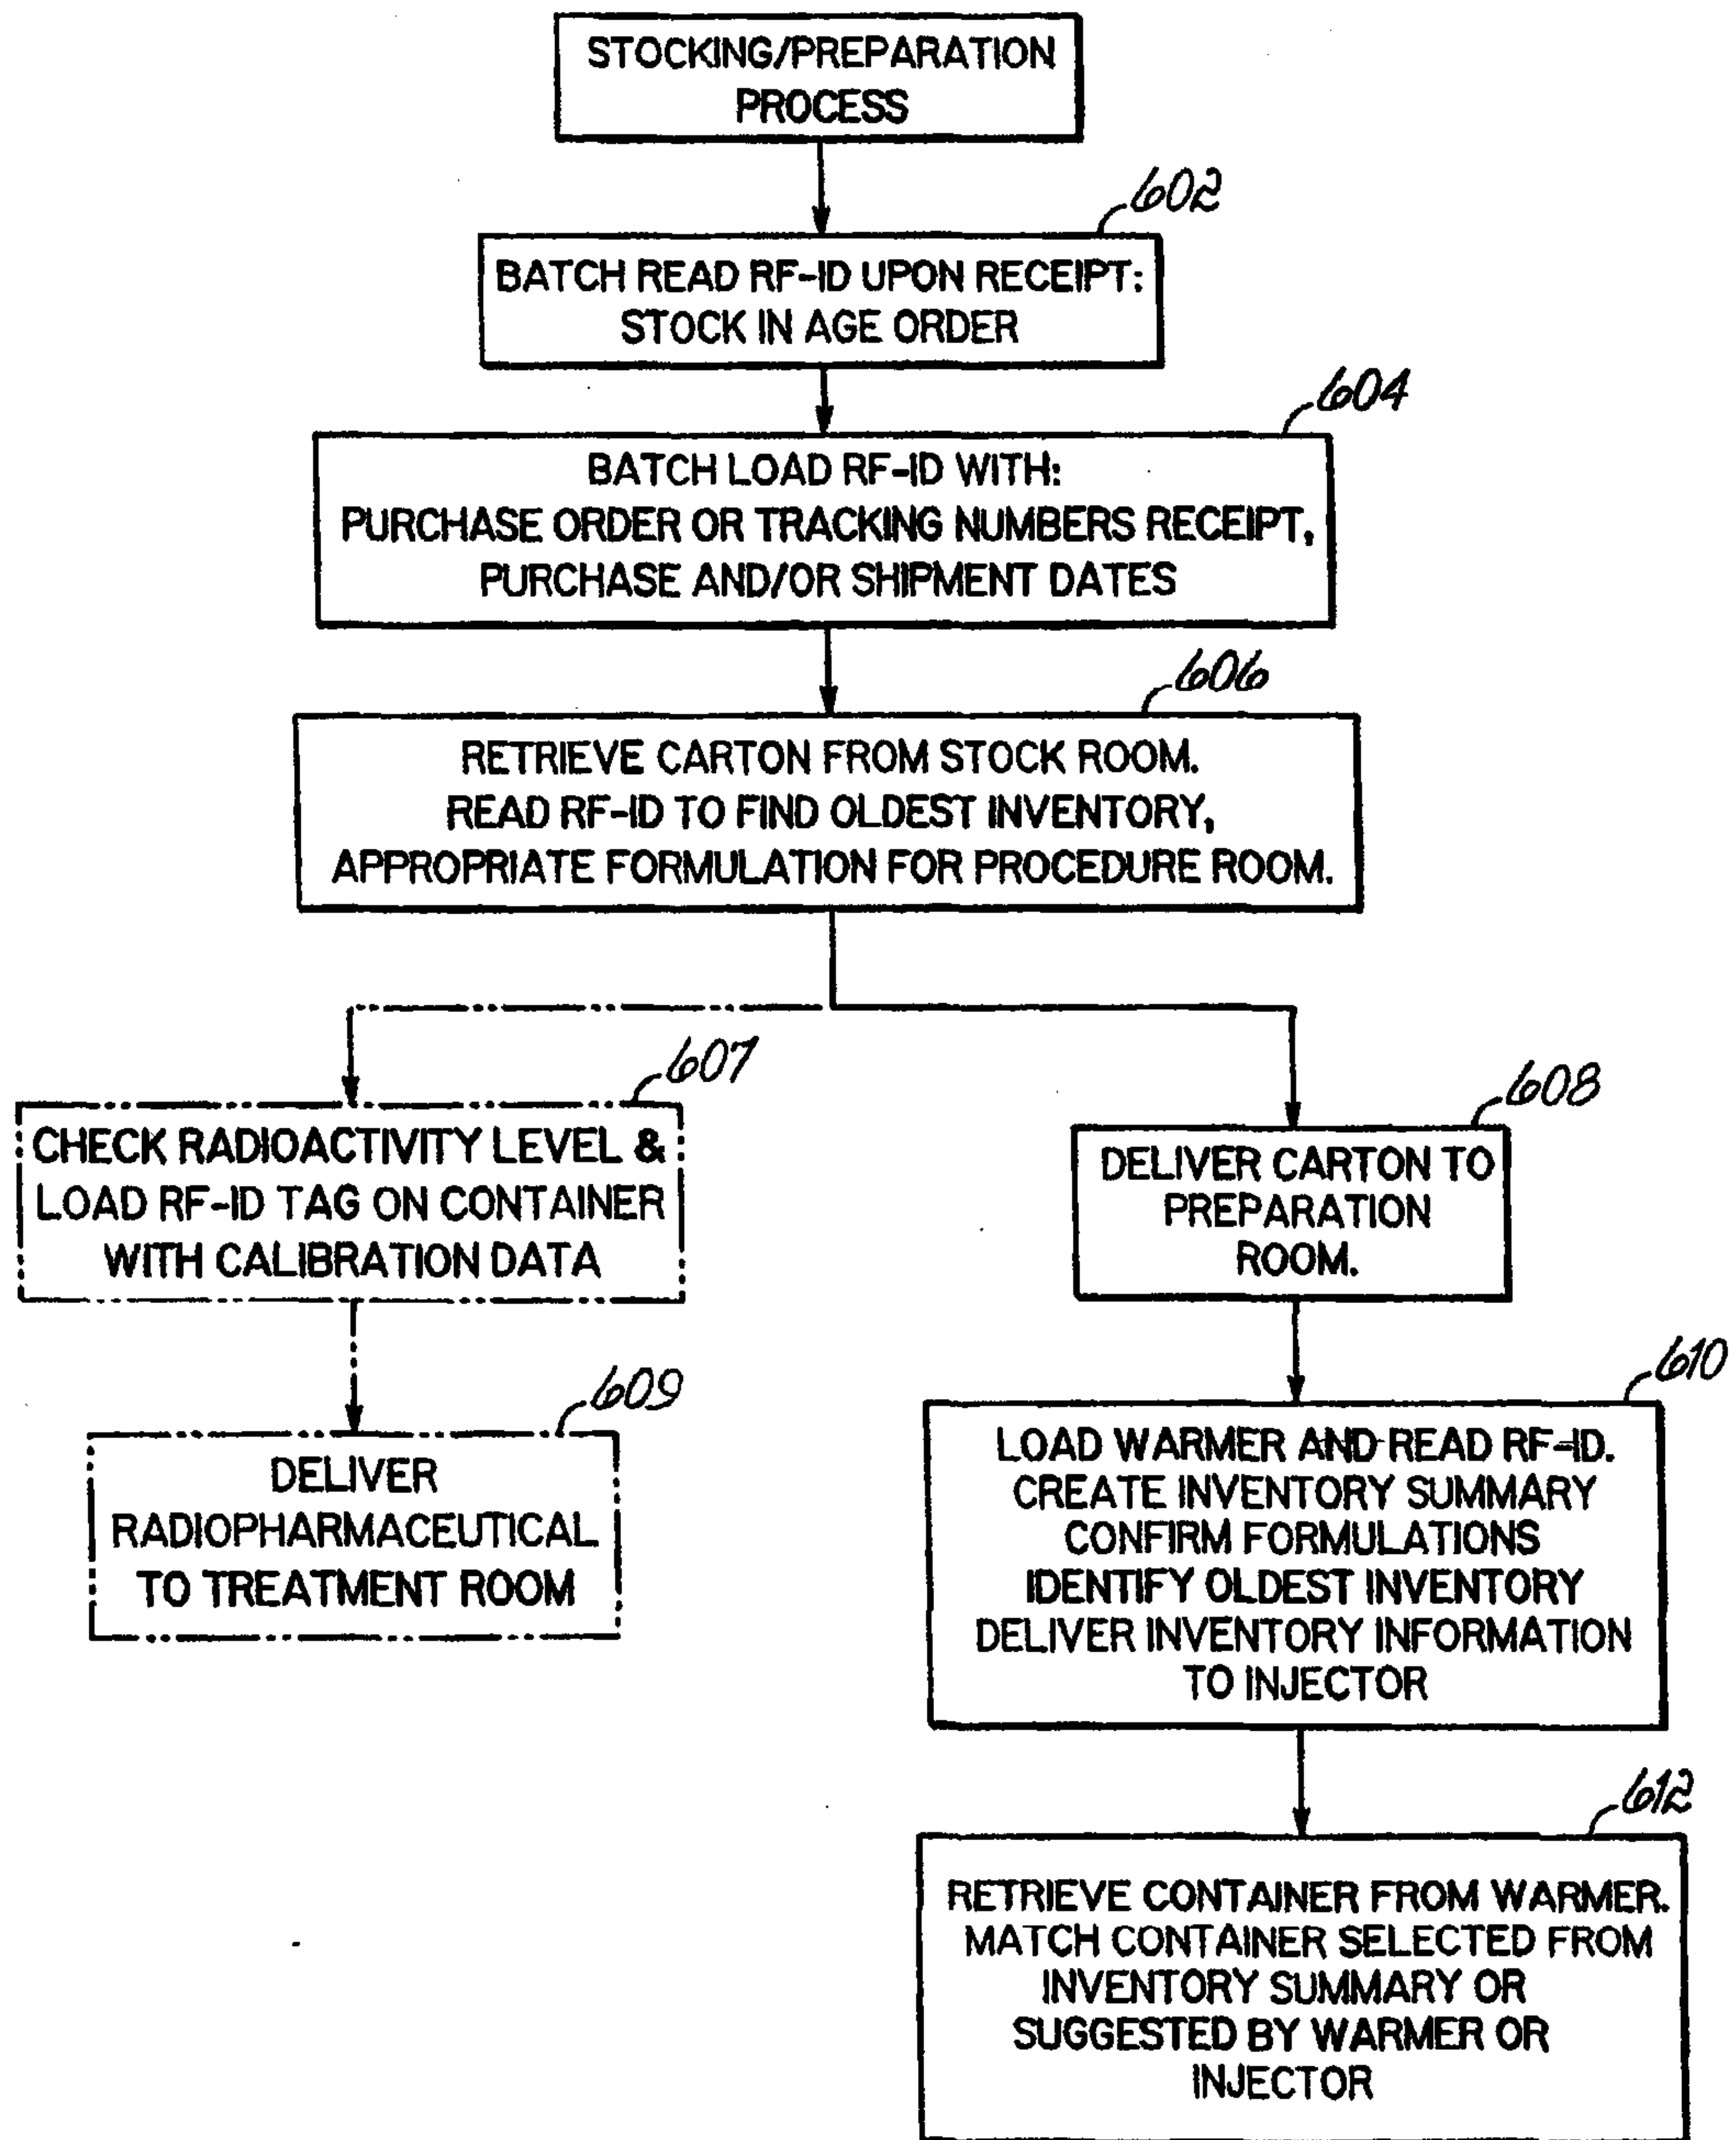 STOCKING/PREPARATION
PROCESS
602
BATCH READ RF-ID UPON RECEIPT:
STOCK IN AGE ORDER
604
BATCH LOAD RF-ID WITH:
PURCHASE ORDER OR TRACKING NUMBERS RECEIPT,
PURCHASE AND/OR SHIPMENT DATES
606
RETRIEVE CARTON FROM STOCK ROOM.
READ RF-ID TO FIND OLDEST INVENTORY,
APPROPRIATE FORMULATION FOR PROCEDURE ROOM.
607
CHECK RADIOACTIVITY LEVEL &
LOAD RF-ID TAG ON CONTAINER
WITH CALIBRATION DATA
608
DELIVER CARTON TO
PREPARATION
ROOM.
609
DELIVER
RADIOPHARMACEUTICAL
TO TREATMENT ROOM
610
LOAD WARMER AND READ RF-ID.
CREATE INVENTORY SUMMARY
CONFIRM FORMULATIONS
IDENTIFY OLDEST INVENTORY
DELIVER INVENTORY INFORMATION
TO INJECTOR
612
RETRIEVE CONTAINER FROM WARMER.
MATCH CONTAINER SELECTED FROM
INVENTORY SUMMARY OR
SUGGESTED BY WARMER OR
INJECTOR